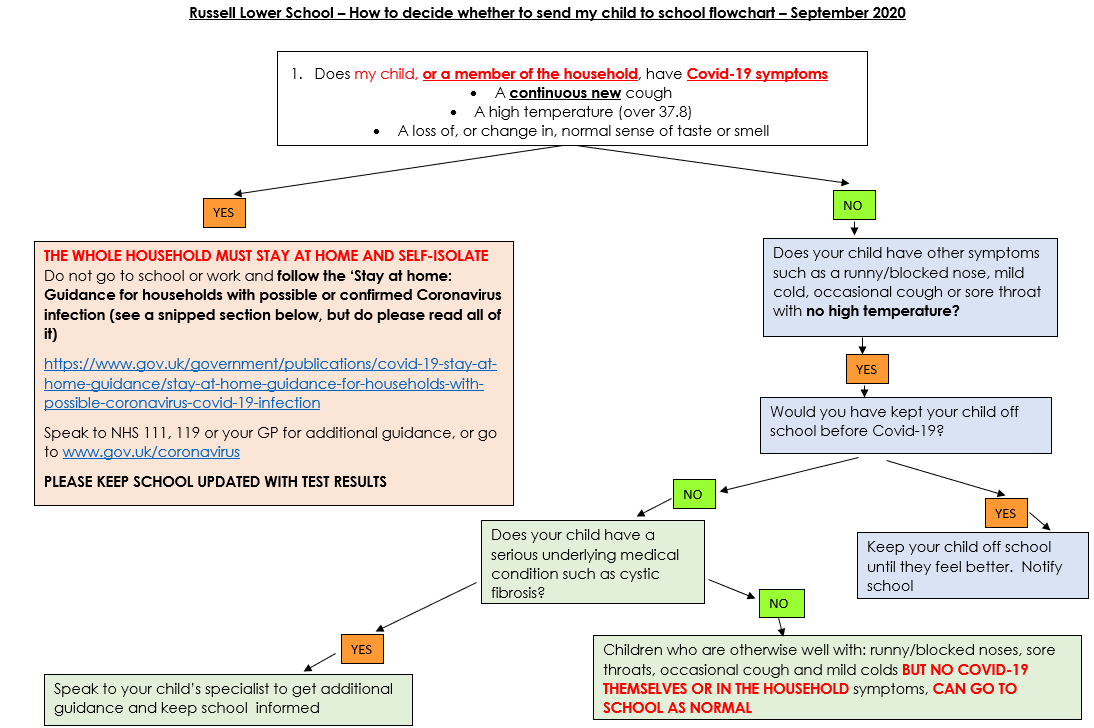 Russell Lower School – How to decide whether to send my child to school flowchart – September 2020
1. Does my child, or a member of the household, have Covid-19 symptoms
• A continuous new cough
• A high temperature (over 37.8)
• A loss of, or change in, normal sense of taste or smell
YES
NO
THE WHOLE HOUSEHOLD MUST STAY AT HOME AND SELF-ISOLATE
Do not go to school or work and follow the ‘Stay at home:
Guidance for households with possible or confirmed Coronavirus
infection (see a snipped section below, but do please read all of
it)
https://www.gov.uk/government/publications/covid-19-stay-at-
home-guidance/stay-at-home-guidance-for-households-with-
possible-coronavirus-covid-19-infection
Speak to NHS 111, 119 or your GP for additional guidance, or go
to www.gov.uk/coronavirus
PLEASE KEEP SCHOOL UPDATED WITH TEST RESULTS
Does your child have other symptoms
such as a runny/blocked nose, mild
cold, occasional cough or sore throat
with no high temperature?
YES
Would you have kept your child off
school before Covid-19?
NO
YES
Does your child have a
serious underlying medical
condition such as cystic
fibrosis?
Keep your child off school
until they feel better.  Notify
school
NO
YES
Children who are otherwise well with: runny/blocked noses, sore
throats, occasional cough and mild colds BUT NO COVID-19
THEMSELVES OR IN THE HOUSEHOLD symptoms, CAN GO TO
SCHOOL AS NORMAL
Speak to your child’s specialist to get additional
guidance and keep school  informed